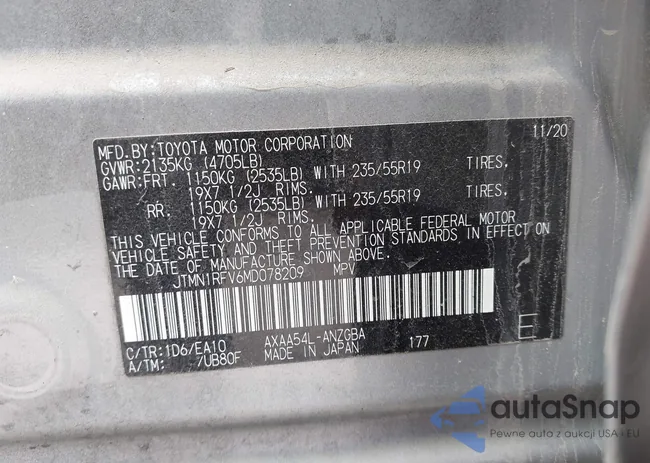 MFD.BY:TOYOTA MOTOR CORPORATION 11/20
GVWR:2135KG (4705LB)
GAWR:FRT. 1150KG (2535LB) WITH 235/55R19 TIRES,
19X7 1/2J RIMS.
RR. 1150KG (2535LB) WITH 235/55R19 TIRES,
19X7 1/2J RIMS.
THIS VEHICLE CONFORMS TO ALL APPLICABLE FEDERAL MOTOR
VEHICLE SAFETY AND THEFT PREVENTION STANDARDS IN EFFECT ON
THE DATE OF MANUFACTURE SHOWN ABOVE.
JTMN1RFV6MD078209 MPV
C/TR:1D6/EA10 AXAA54L-ANZGBA 177 E
A/TM: /UB80F MADE IN JAPAN
autoSnap
Pewne auto z aukcji USA i EU